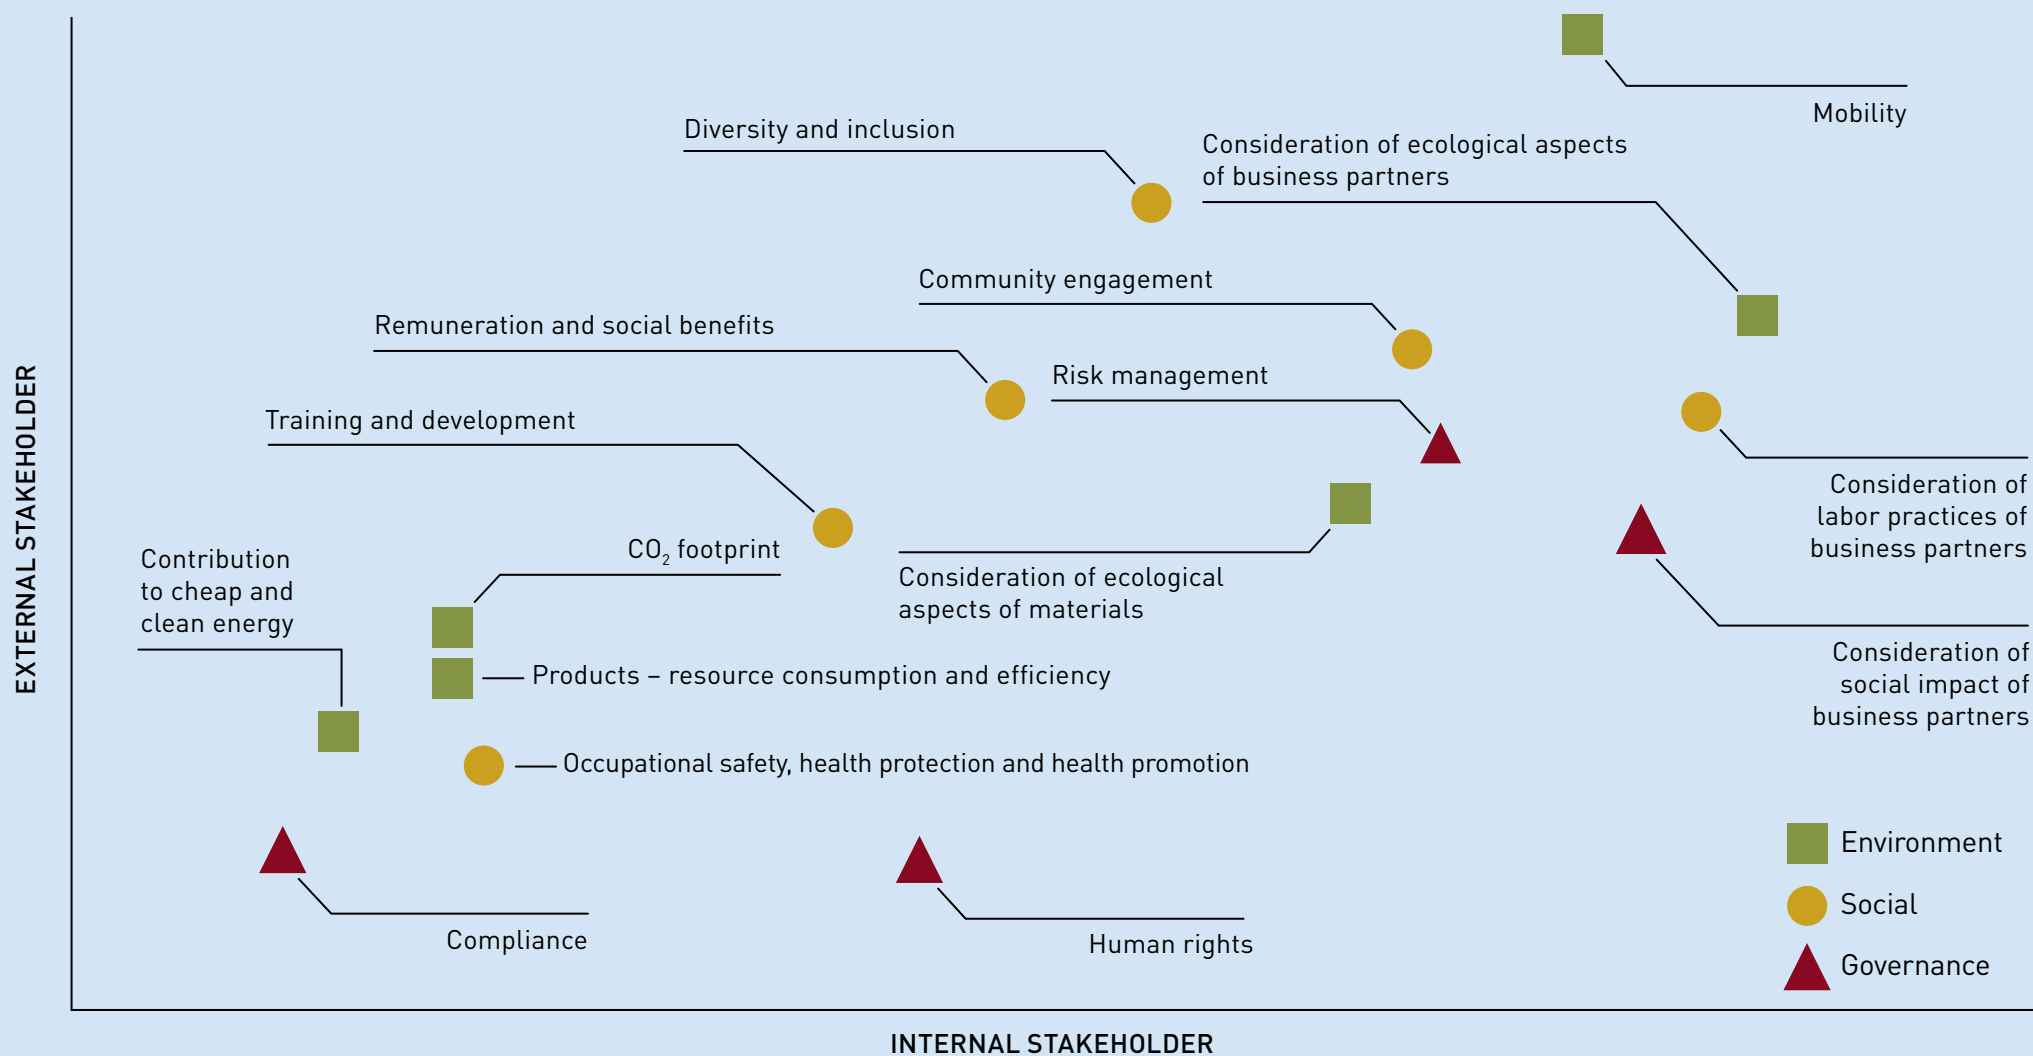 Mobility
Diversity and inclusion
Consideration of ecological aspects
of business partners
Community engagement
Remuneration and social benefits
Risk management
Training and development
Consideration of
labor practices of
business partners
CO₂ footprint
Contribution
to cheap and
clean energy
Consideration of ecological
aspects of materials
EXTERNAL STAKEHOLDER
Products – resource consumption and efficiency
Consideration of
social impact of
business partners
Occupational safety, health protection and health promotion
Compliance
Human rights
Environment
Social
Governance
INTERNAL STAKEHOLDER